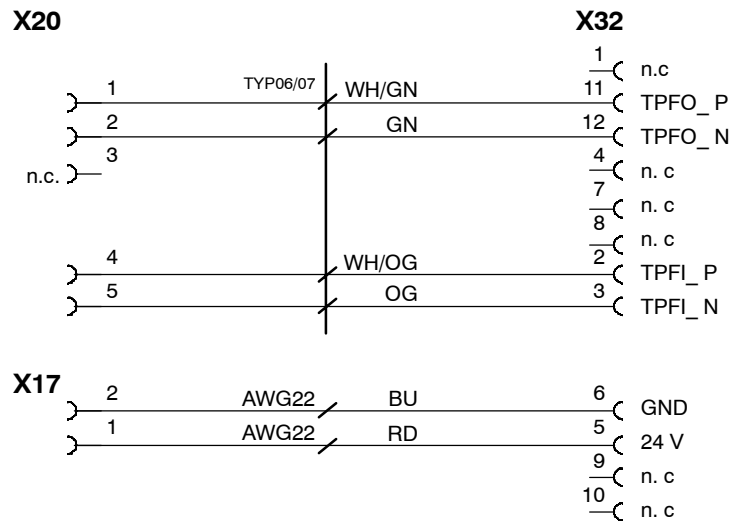 X20 X32
1 n.c
1 TYP06/07 WH/GN 11 TPFO_ P
2 GN 12 TPFO_ N
n.c. 3 4 n. c
7 n. c
8 n. c
4 WH/OG 2 TPFI_ P
5 OG 3 TPFI_ N
X17
2 AWG22 BU 6 GND
1 AWG22 RD 5 24 V
9 n. c
10 n. c